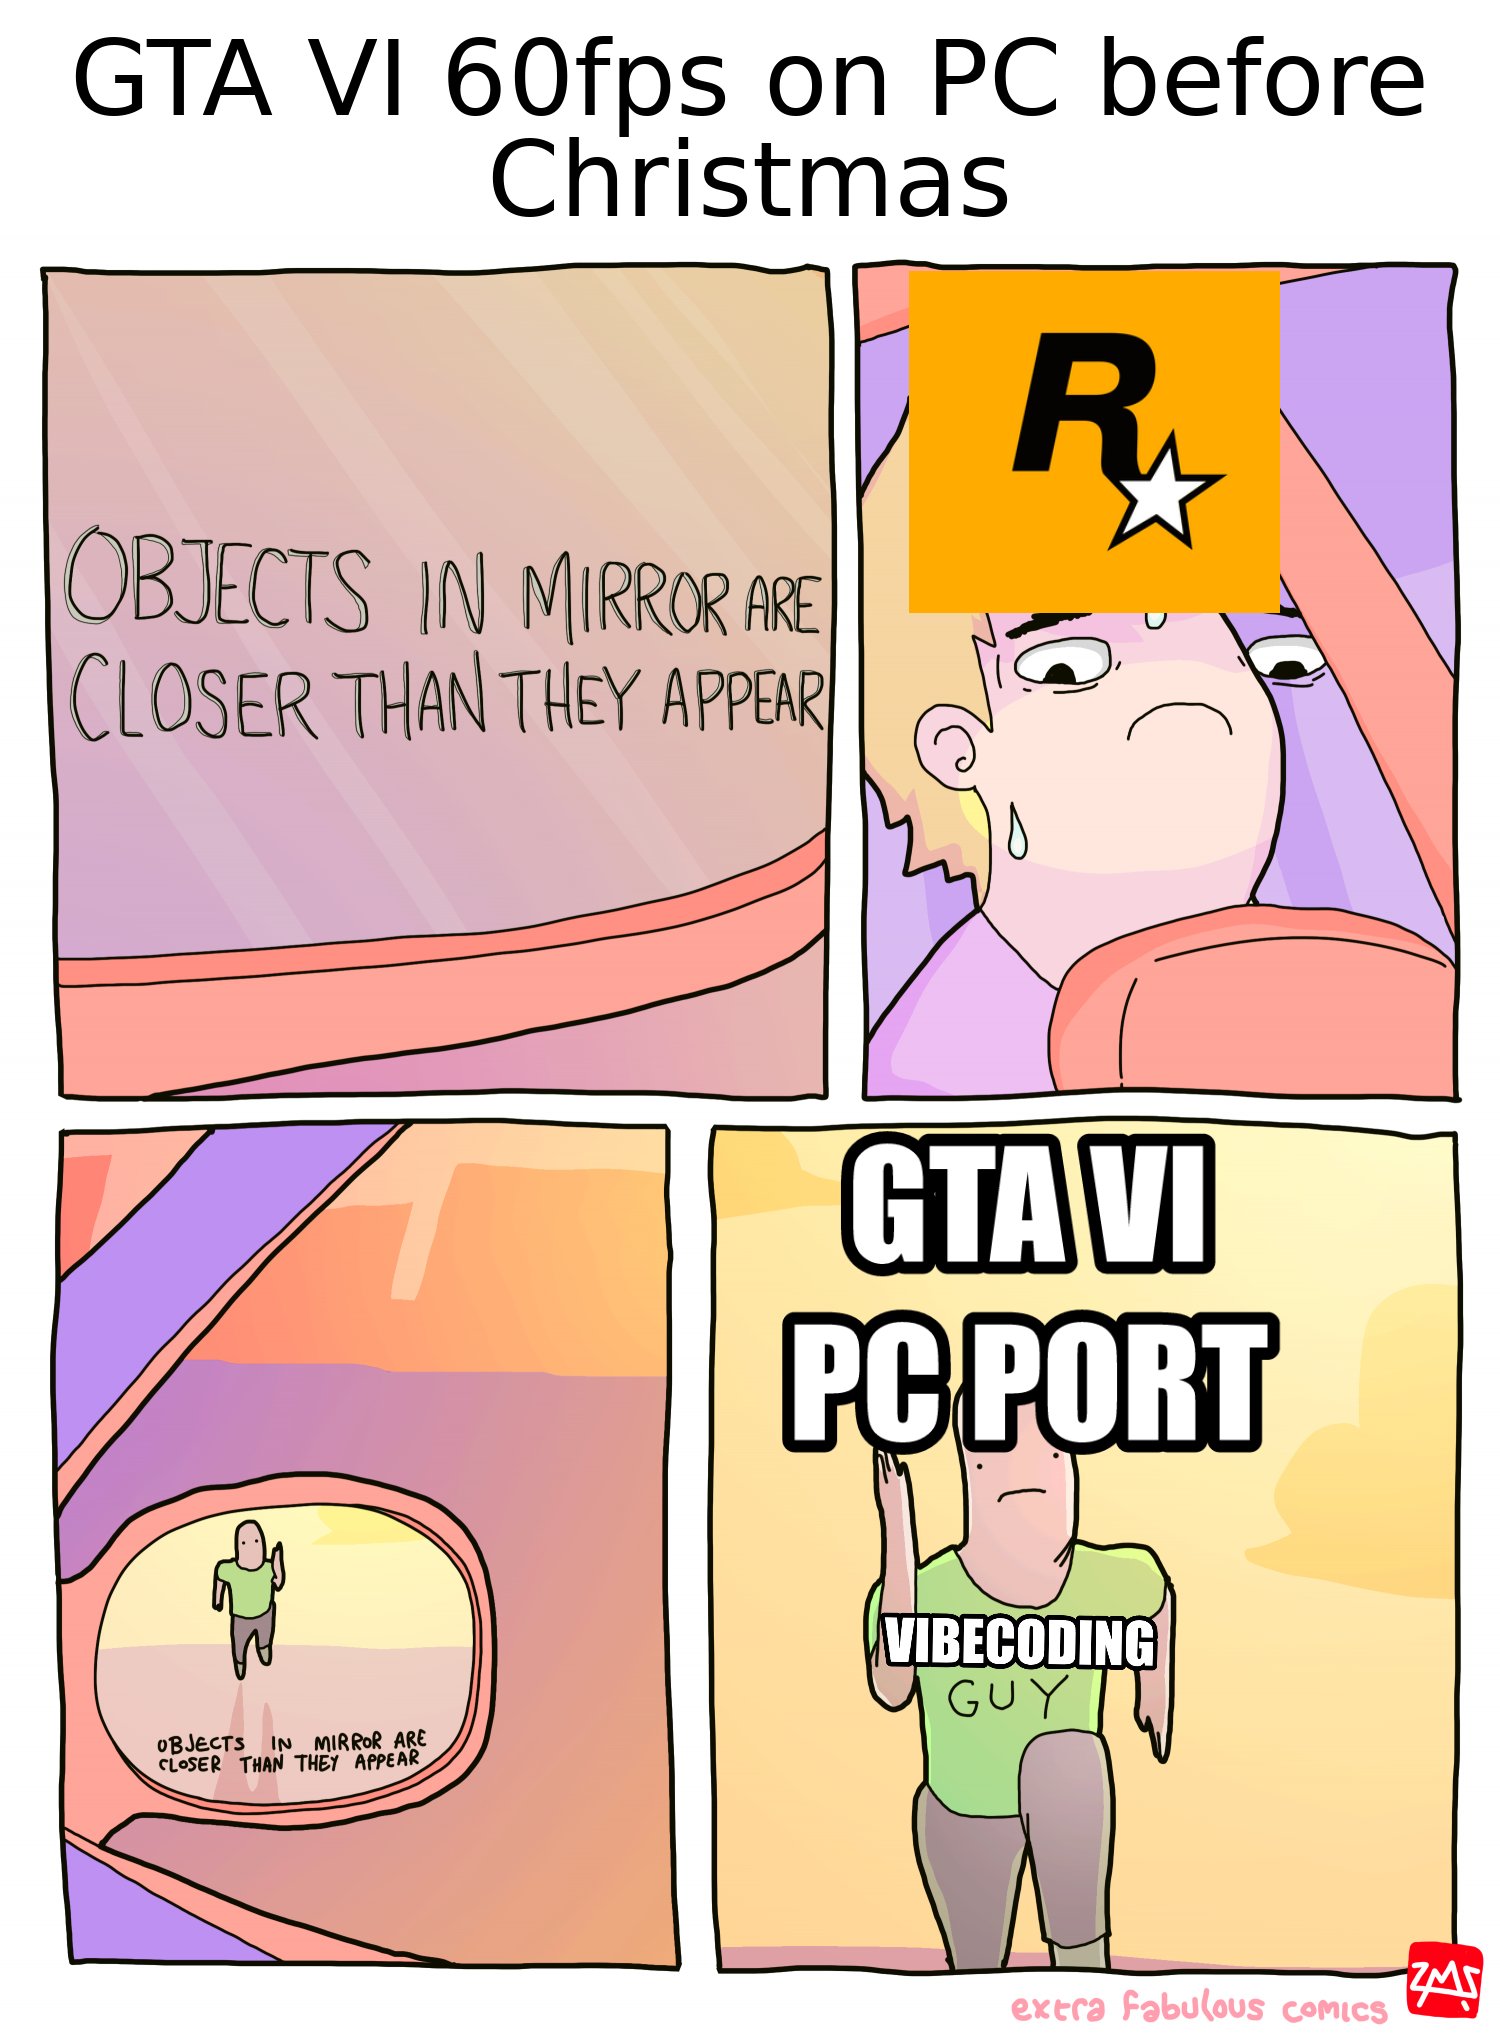 GTA VI 60fps on PC before
Christmas
OBJECTS IN MIRROR ARE
CLOSER THAN THEY APPEAR
R
OBJECTS IN MIRROR ARE
CLOSER THAN THEY APPEAR
GTA VI
PC PORT
VIBECODING
GUY
extra fabulous comics
ZMS